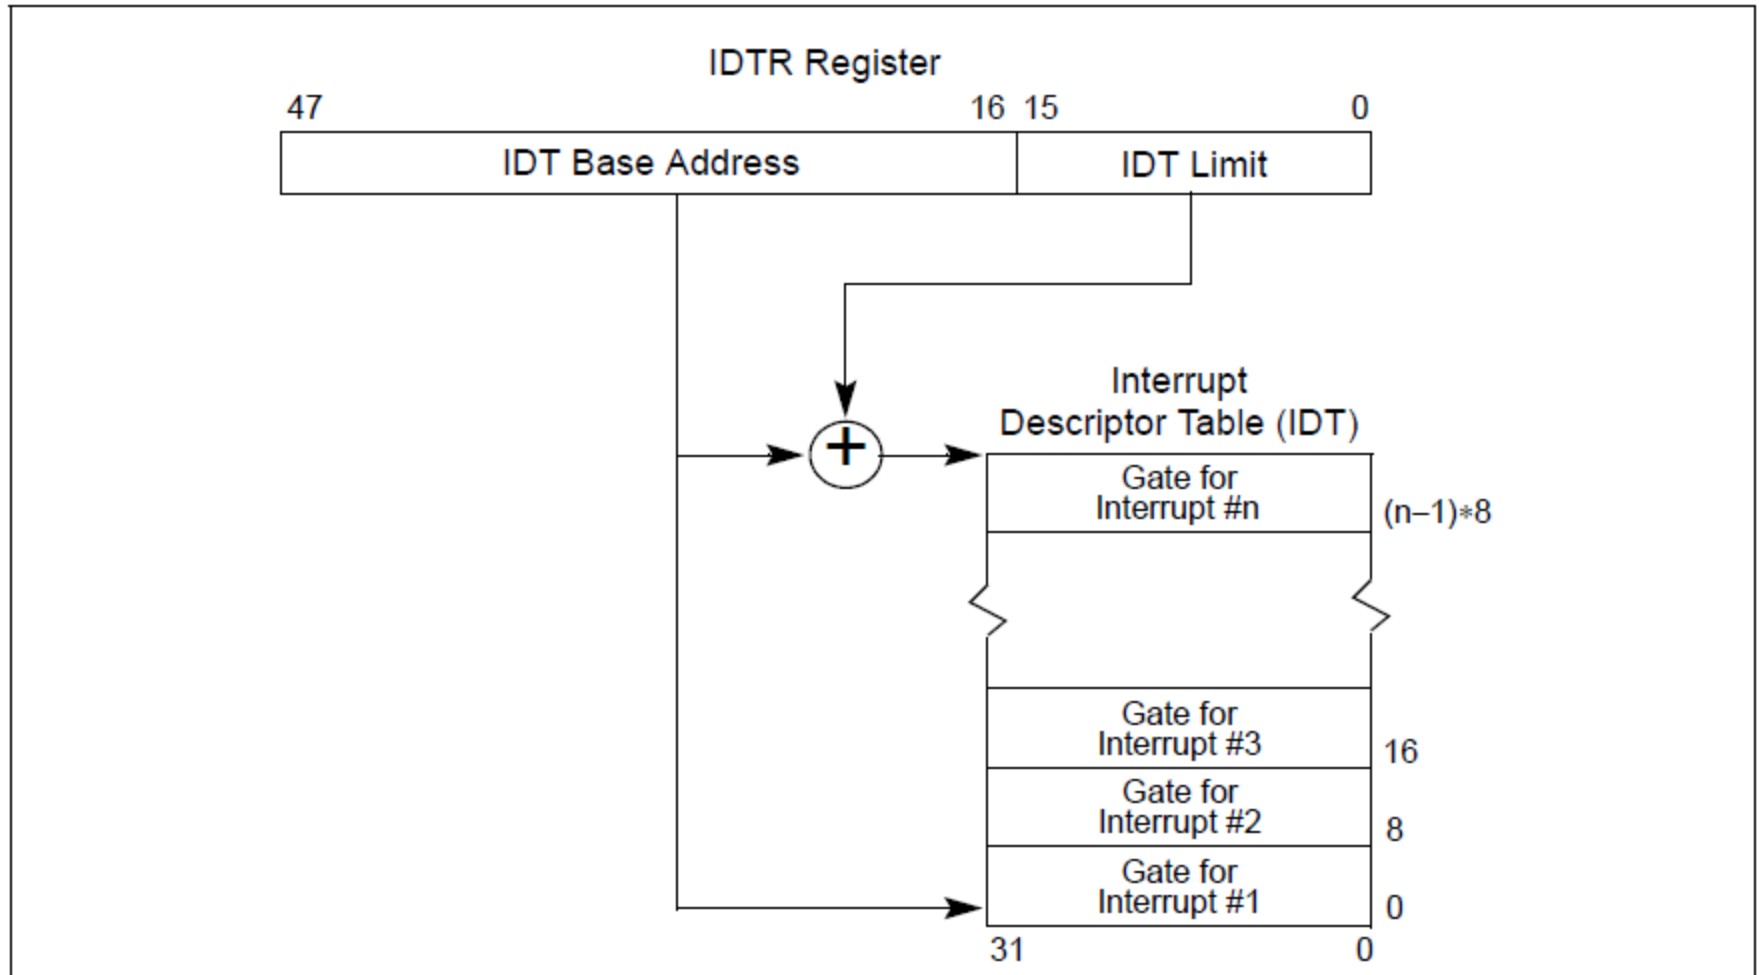 IDTR Register
47 16 15 0
IDT Base Address IDT Limit
+
Interrupt
Descriptor Table (IDT)
Gate for
Interrupt #n
(n–1)∗8
Gate for
Interrupt #3
16
Gate for
Interrupt #2
8
Gate for
Interrupt #1
0
31 0